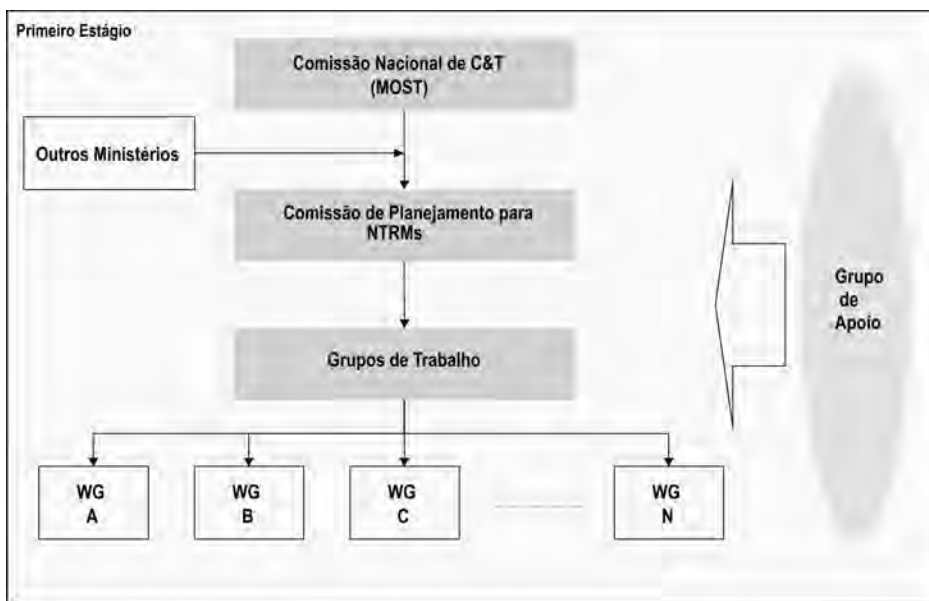 Primeiro Estágio
Comissão Nacional de C&T
(MOST)
Outros Ministérios
Comissão de Planejamento para
NTRMs
Grupo
de
Apoio
Grupos de Trabalho
WG
A
WG
B
WG
C
WG
N